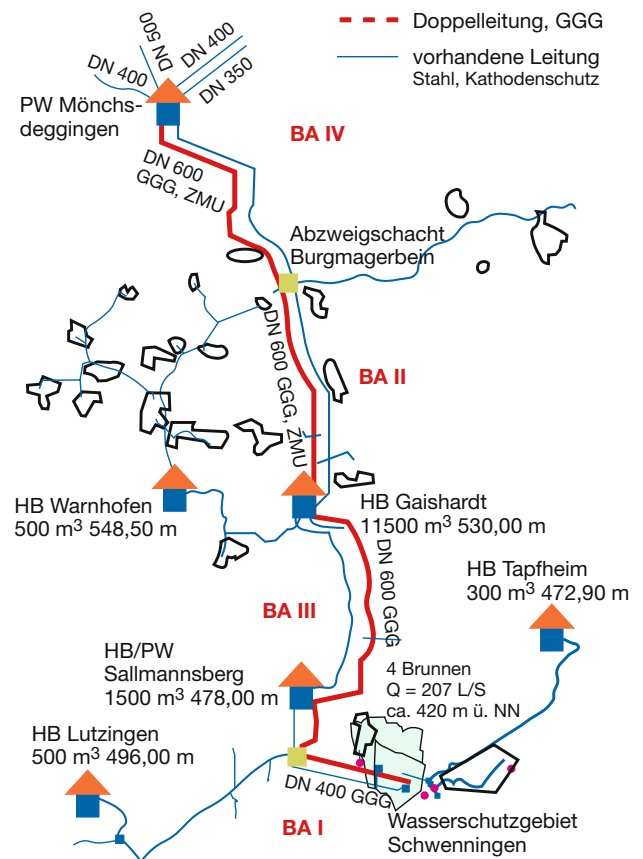 Doppelleitung, GGG
vorhandene Leitung
Stahl, Kathodenschutz
DN 400
DN 500
DN 400
DN 350
PW Mönchs-
deggingen
BA IV
DN 600
GGG, ZMU
Abzweigschacht
Burgmagerbein
DN 600 GGG, ZMU
BA II
HB Warnhofen
500 m³ 548,50 m
HB Gaishardt
11500 m³ 530,00 m
DN 600 GGG
HB Tapfheim
300 m³ 472,90 m
BA III
HB/PW
Sallmannsberg
1500 m³ 478,00 m
4 Brunnen
Q = 207 L/S
ca. 420 m ü. NN
HB Lutzingen
500 m³ 496,00 m
DN 400 GGG
BA I
Wasserschutzgebiet
Schwenningen